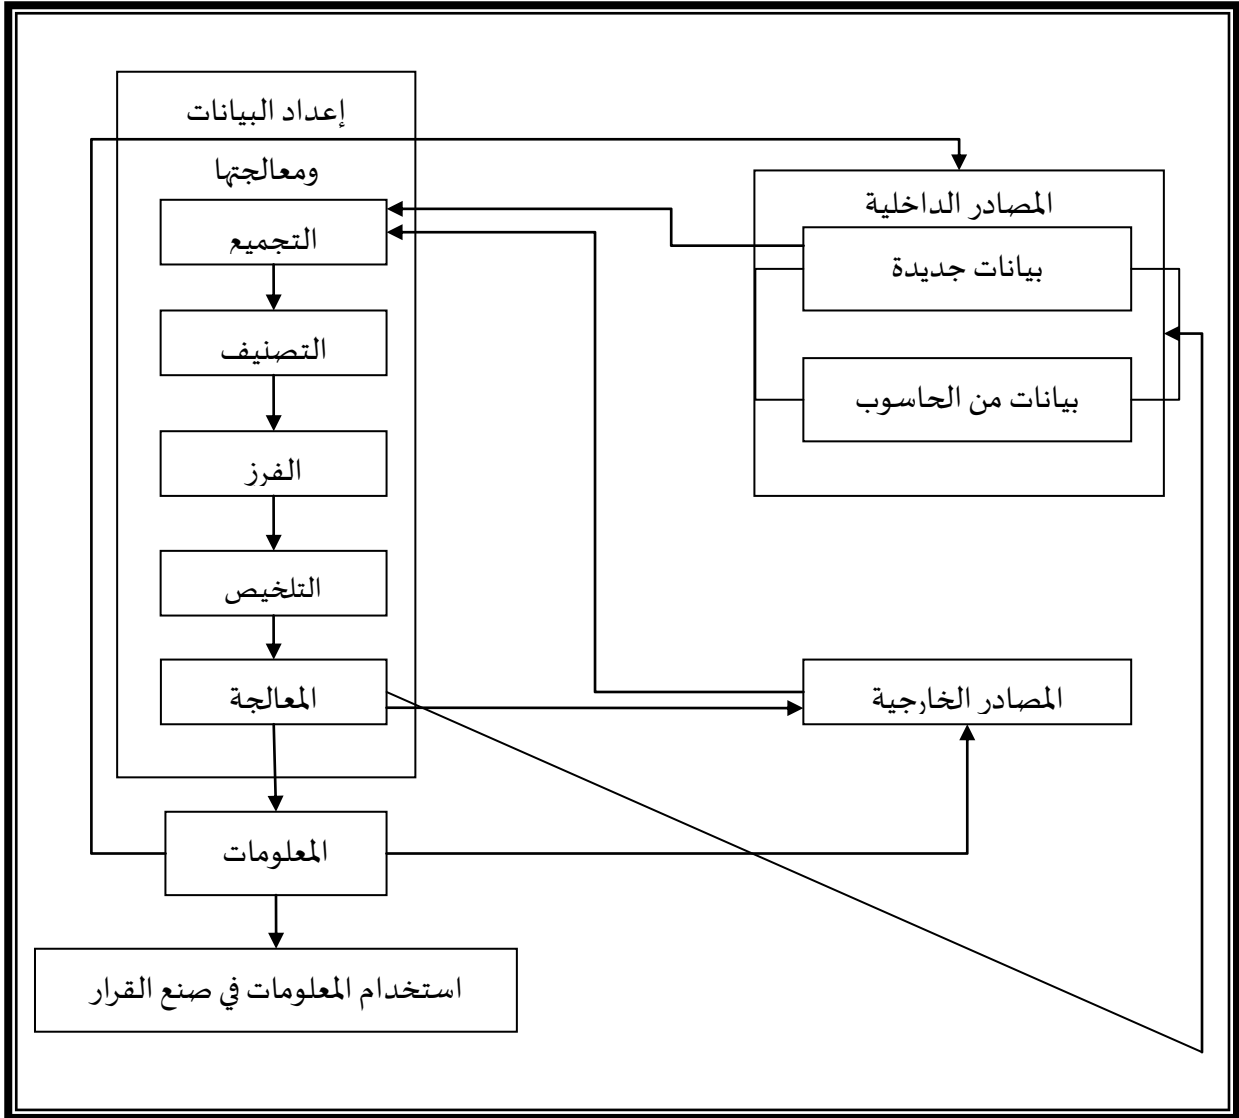 إعداد البيانات
ومعالجتها
التجميع
التصنيف
الفرز
التلخيص
المعالجة
المعلومات
استخدام المعلومات في صنع القرار
المصادر الداخلية
بيانات جديدة
بيانات من الحاسوب
المصادر الخارجية